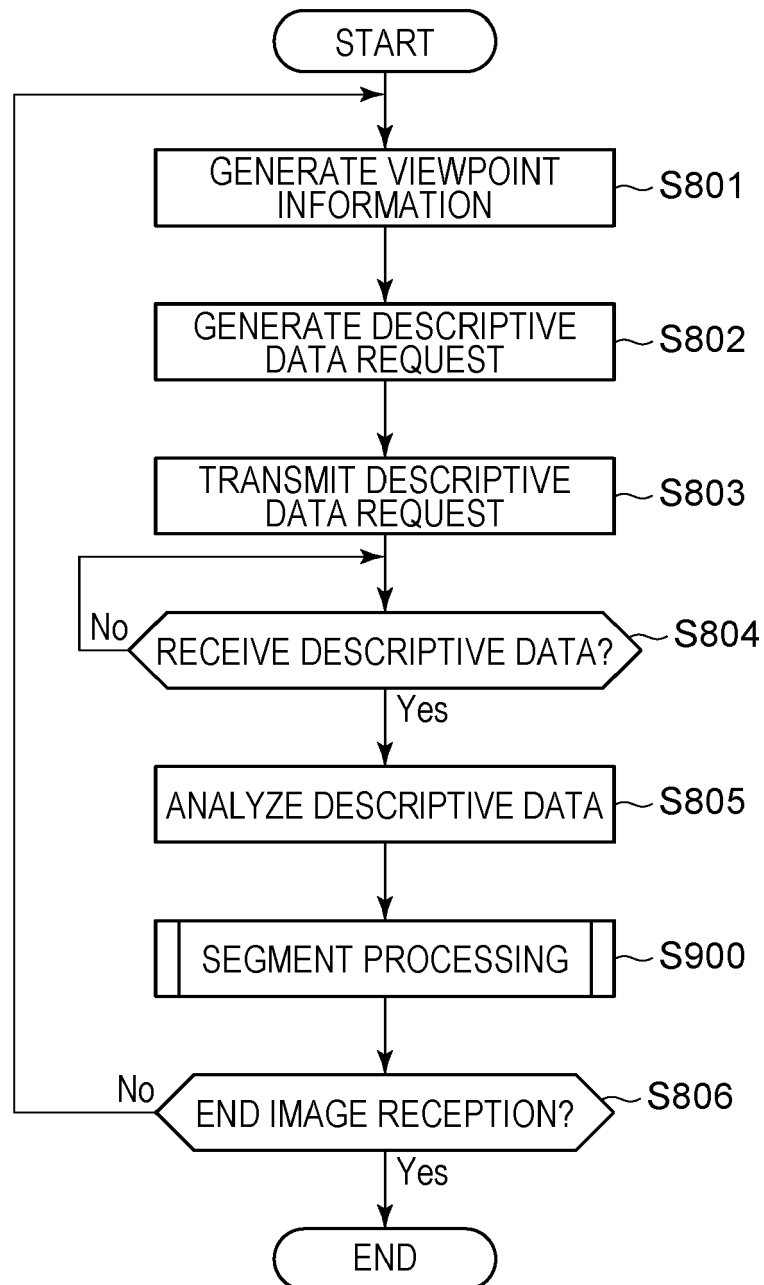 START
GENERATE VIEWPOINT
INFORMATION
S801
GENERATE DESCRIPTIVE
DATA REQUEST
S802
TRANSMIT DESCRIPTIVE
DATA REQUEST
S803
No
RECEIVE DESCRIPTIVE DATA?
S804
Yes
ANALYZE DESCRIPTIVE DATA
S805
SEGMENT PROCESSING
S900
No
END IMAGE RECEPTION?
S806
Yes
END